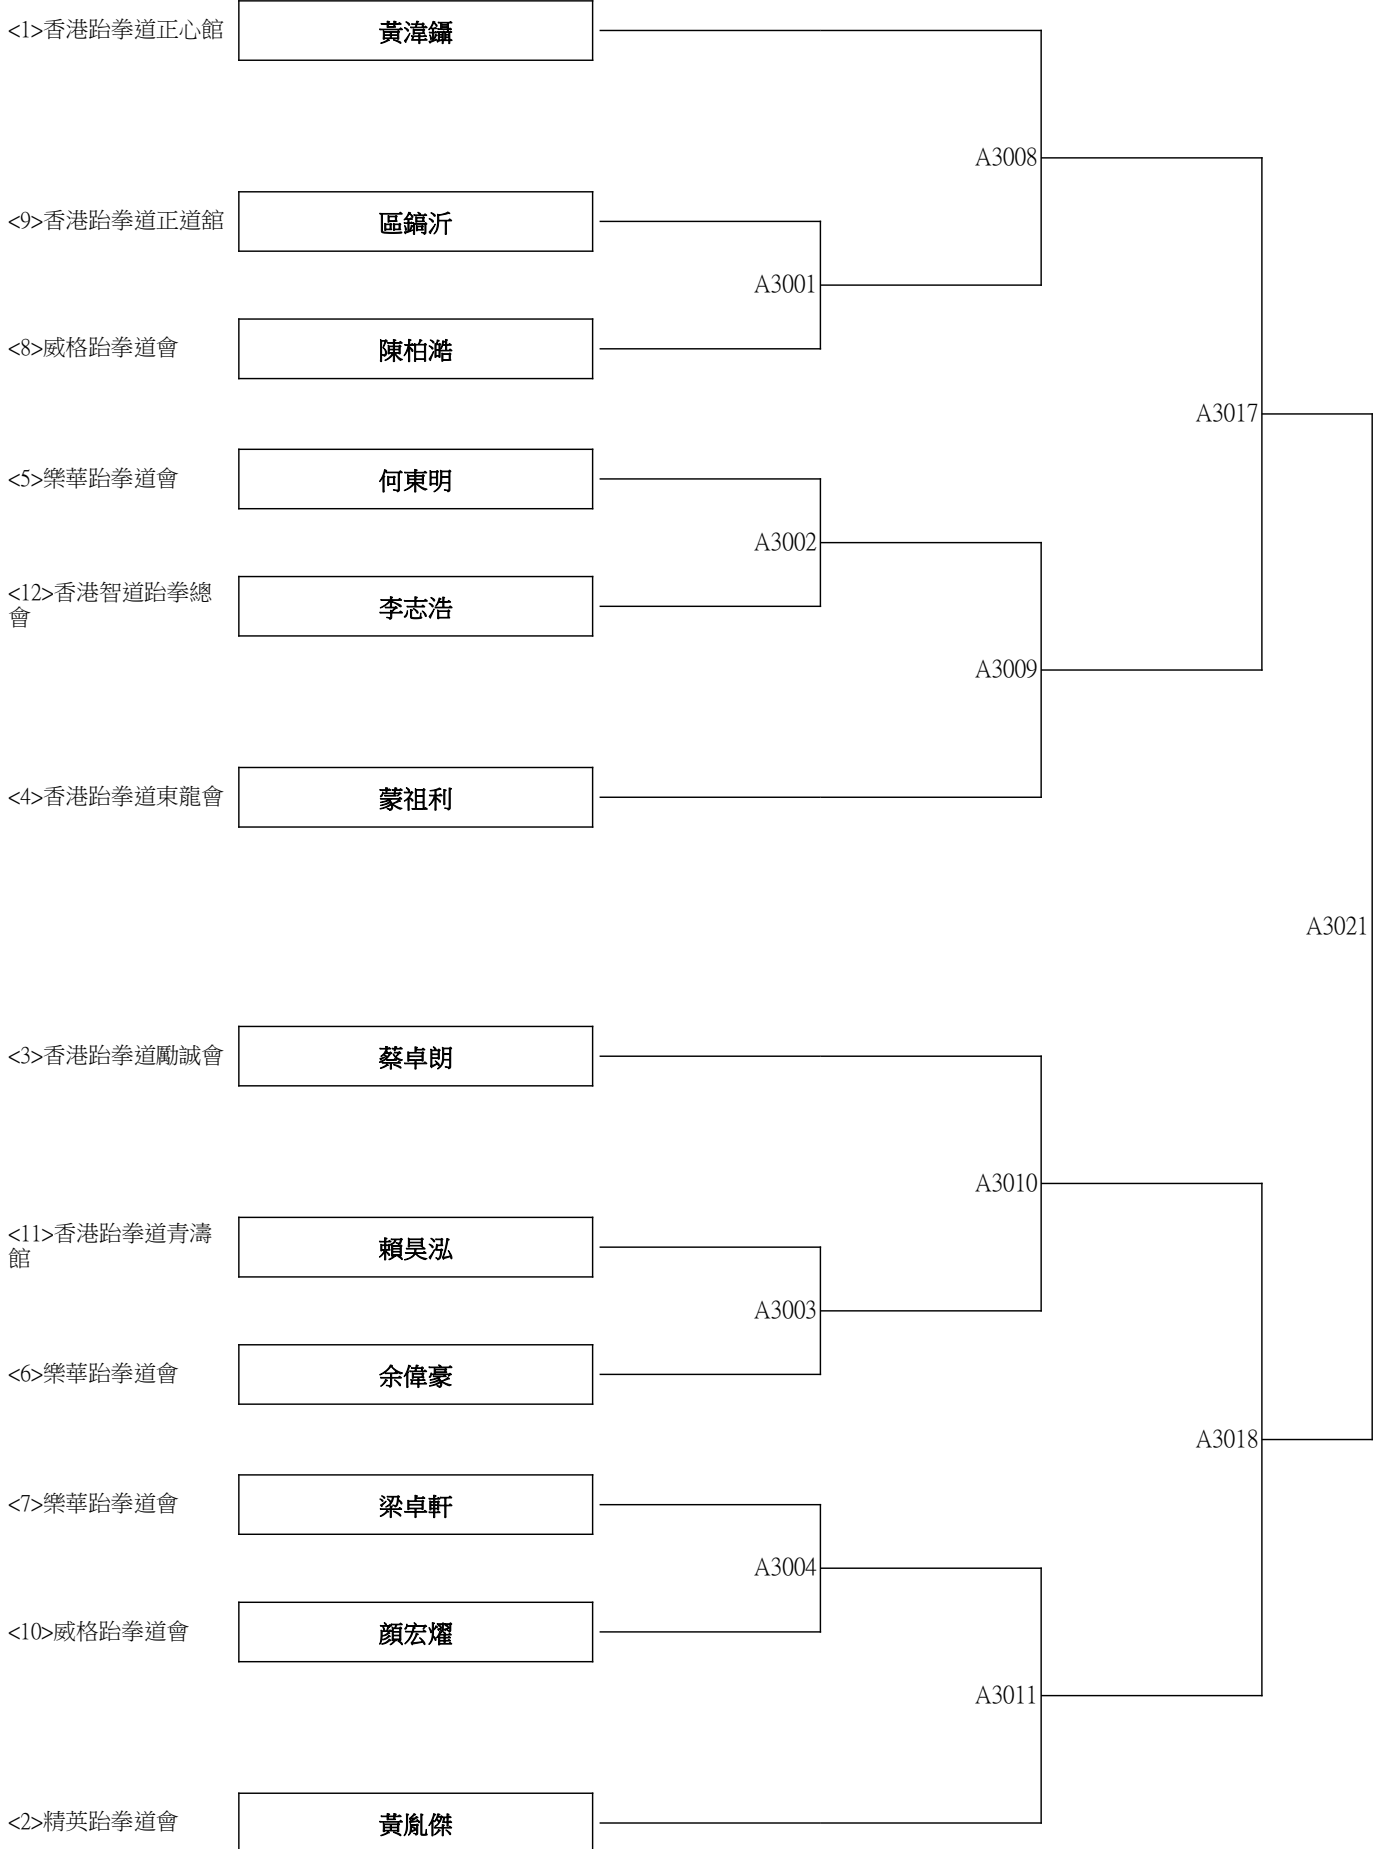 <1>香港跆拳道正心館
黃湋鑷
A3008
<9>香港跆拳道正道舘
區鎬沂
A3001
<8>威格跆拳道會
陳柏澔
A3017
<5>樂華跆拳道會
何東明
A3002
<12>香港智道跆拳總
會
李志浩
A3009
<4>香港跆拳道東龍會
蒙祖利
A3021
<3>香港跆拳道勵誠會
蔡卓朗
A3010
<11>香港跆拳道青濤
館
賴昊泓
A3003
<6>樂華跆拳道會
余偉豪
A3018
<7>樂華跆拳道會
梁卓軒
A3004
<10>威格跆拳道會
顏宏燿
A3011
<2>精英跆拳道會
黃胤傑